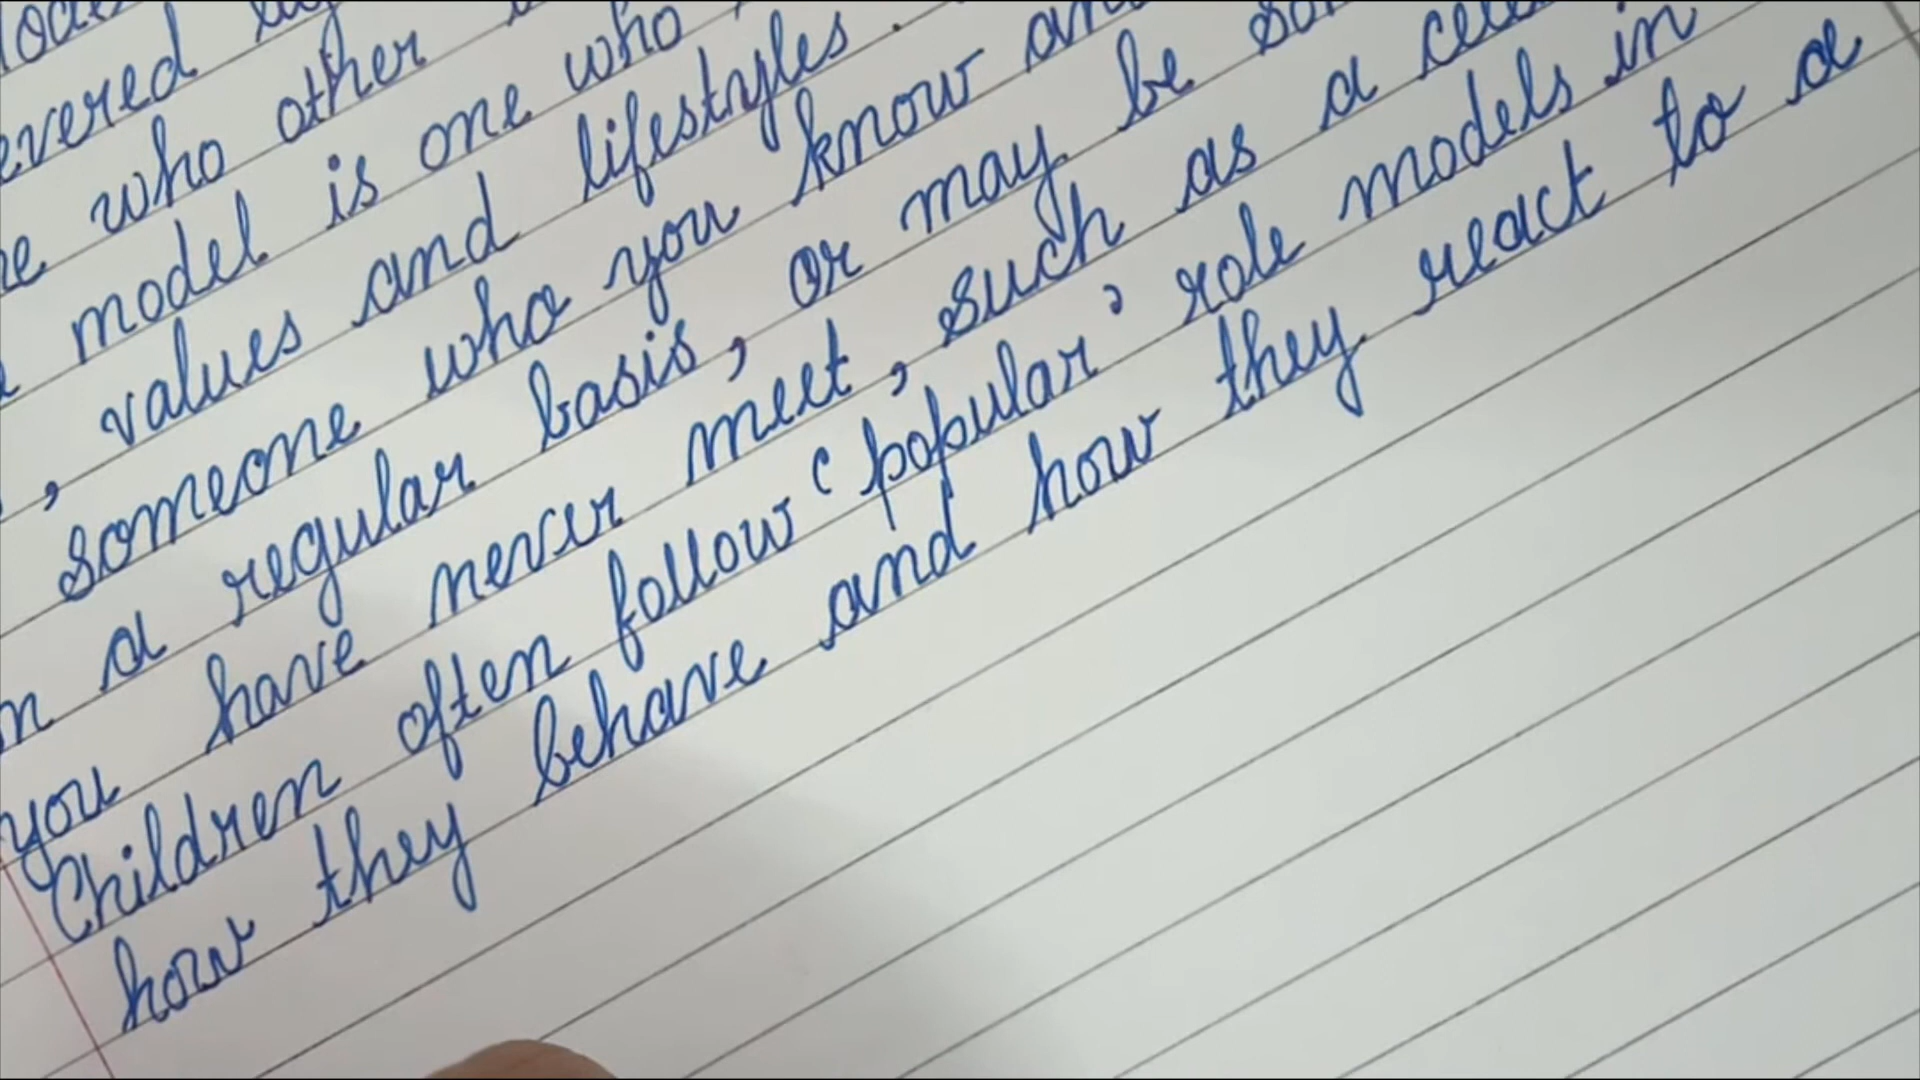 who other
model is one who
, values and lifestyles.
someone who you know
a regular basis, or may be
you have never meet, such as a
Children often follow ‘popular’ role models in
how they behave and how they react to a